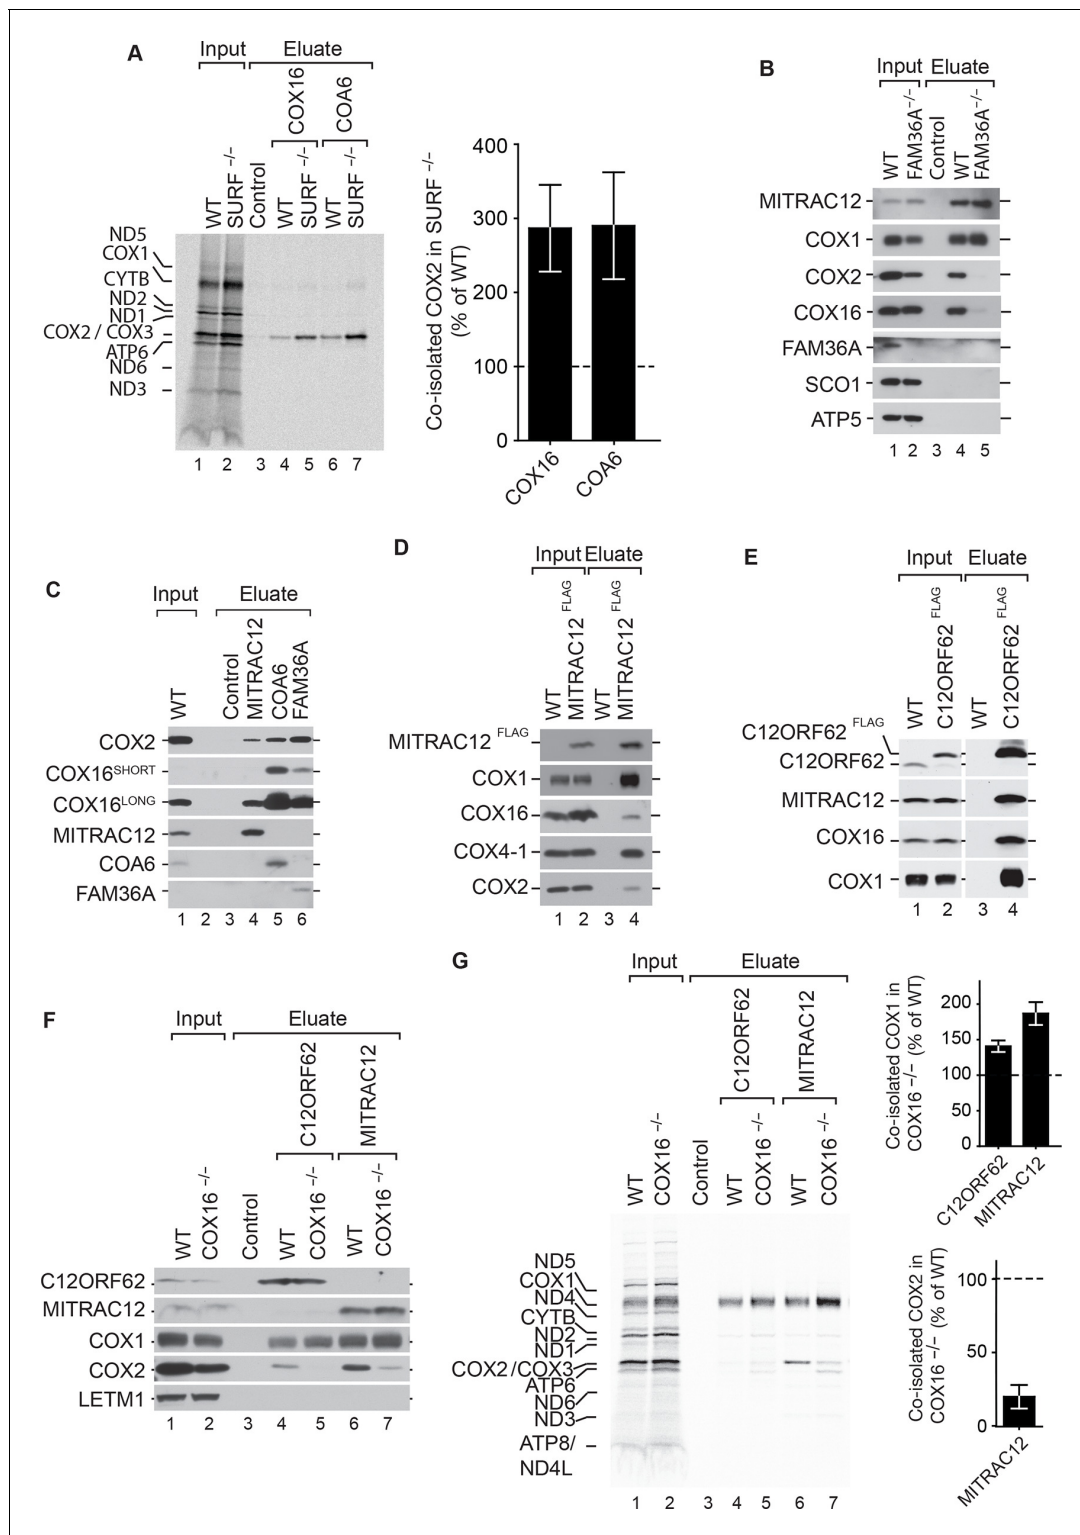 A
Input
Eluate
COX16
COA6
WT
SURF -/-
Control
WT
SURF -/-
WT
SURF -/-
ND5
COX1
CYTB
ND2
ND1
COX2 / COX3
ATP6
ND6
ND3
1 2 3 4 5 6 7
Co-isolated COX2 in SURF -/-
(% of WT)
400
300
200
100
0
COX16
COA6
B
Input Eluate
WT
FAM36A-/-
Control
WT
FAM36A-/-
MITRAC12
COX1
COX2
COX16
FAM36A
SCO1
ATP5
1 2 3 4 5
C
Input
Eluate
WT
Control
MITRAC12
COA6
FAM36A
COX2
COX16SHORT
COX16LONG
MITRAC12
COA6
FAM36A
1 2 3 4 5 6
D
Input Eluate
WT
MITRAC12 FLAG
WT
MITRAC12 FLAG
MITRAC12 FLAG
COX1
COX16
COX4-1
COX2
1 2 3 4
E
Input
Eluate
WT
C12ORF62 FLAG
WT
C12ORF62 FLAG
C12ORF62 FLAG
C12ORF62
MITRAC12
COX16
COX1
1 2 3 4
F
Input
Eluate
C12ORF62
MITRAC12
WT
COX16 -/-
Control
WT
COX16 -/-
WT
COX16 -/-
C12ORF62
MITRAC12
COX1
COX2
LETM1
1 2 3 4 5 6 7
G
Input
Eluate
C12ORF62
MITRAC12
WT
COX16 -/-
Control
WT
COX16 -/-
WT
COX16 -/-
ND5
COX1
ND4
CYTB
ND2
ND1
COX2 /COX3
ATP6
ND6
ND3
ATP8/
ND4L
1 2 3 4 5 6 7
Co-isolated COX1 in
COX16 -/- (% of WT)
200
150
100
50
0
C12ORF62
MITRAC12
Co-isolated COX2 in
COX16 -/- (% of WT)
100
50
0
MITRAC12